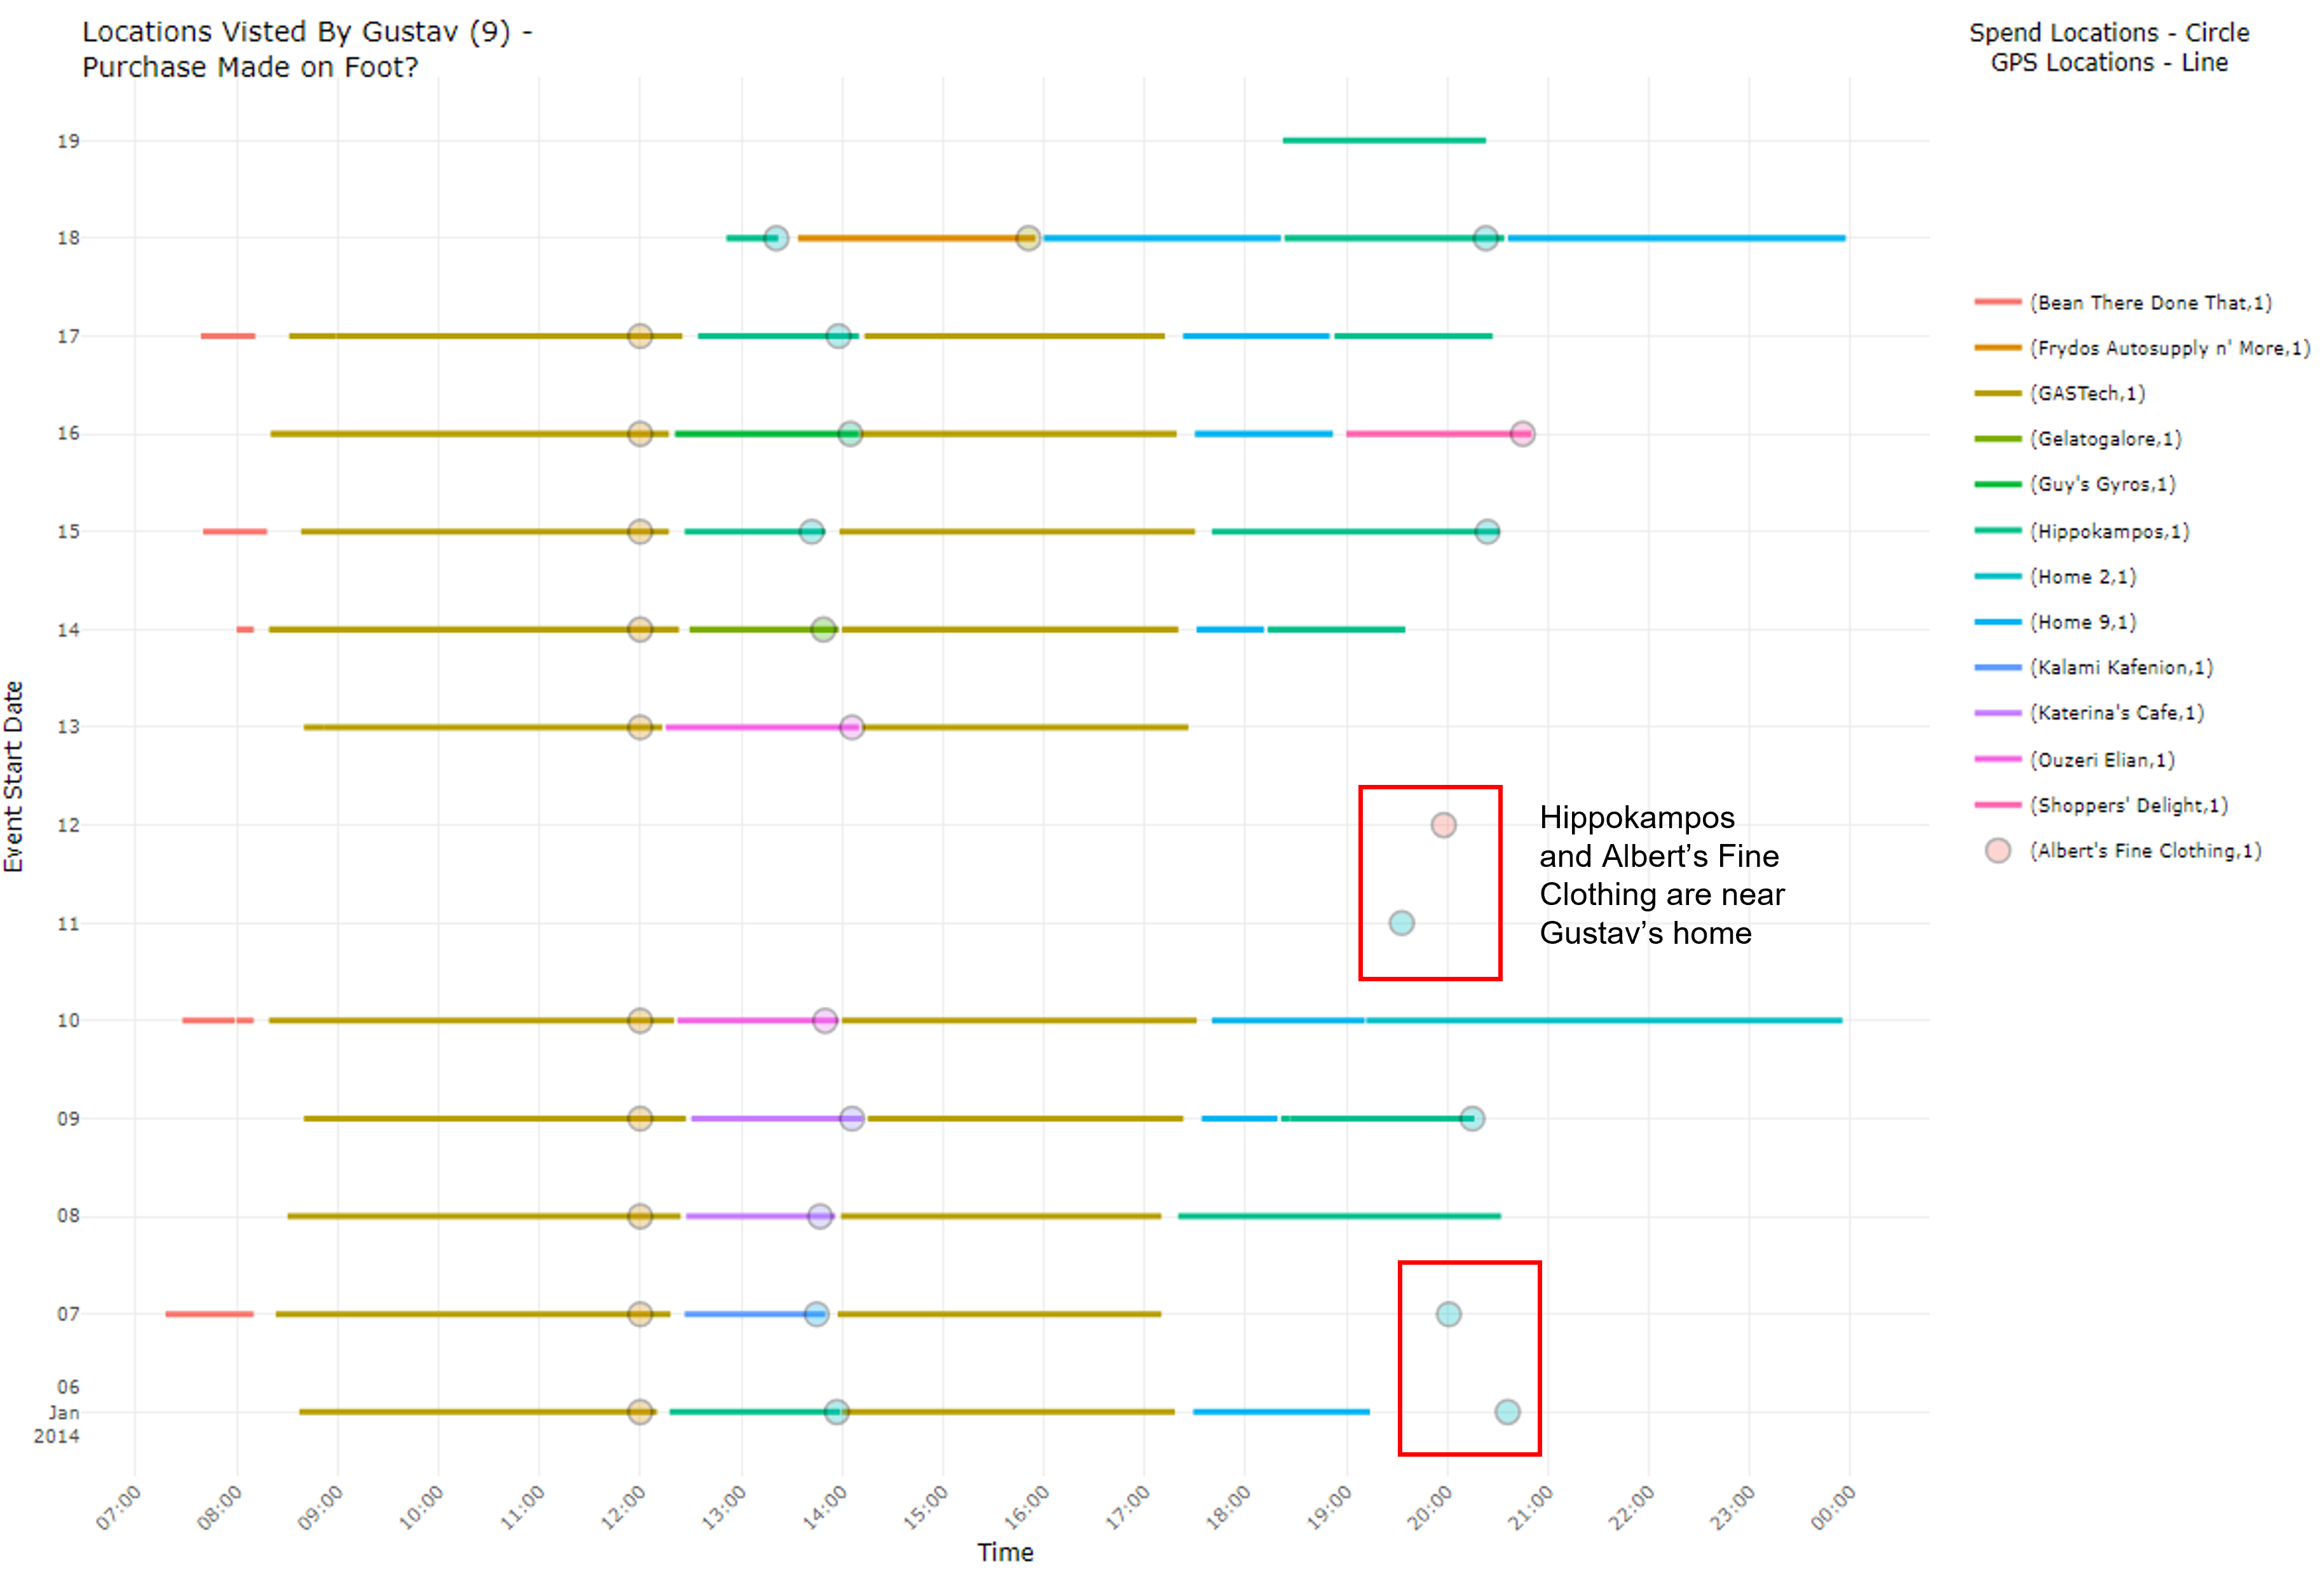 Locations Visted By Gustav (9) -
Purchase Made on Foot?
Spend Locations - Circle
GPS Locations - Line
19
18
17
16
15
14
13
12
11
10
09
08
07
06
Jan
2014
Event Start Date
Hippokampos
and Albert’s Fine
Clothing are near
Gustav’s home
(Bean There Done That,1)
(Frydos Autosupply n' More,1)
(GASTech,1)
(Gelatogalore,1)
(Guy's Gyros,1)
(Hippokampos,1)
(Home 2,1)
(Home 9,1)
(Kalami Kafenion,1)
(Katerina's Cafe,1)
(Ouzeri Elian,1)
(Shoppers' Delight,1)
(Albert's Fine Clothing,1)
07:00
08:00
09:00
10:00
11:00
12:00
13:00
14:00
15:00
16:00
17:00
18:00
19:00
20:00
21:00
22:00
23:00
00:00
Time